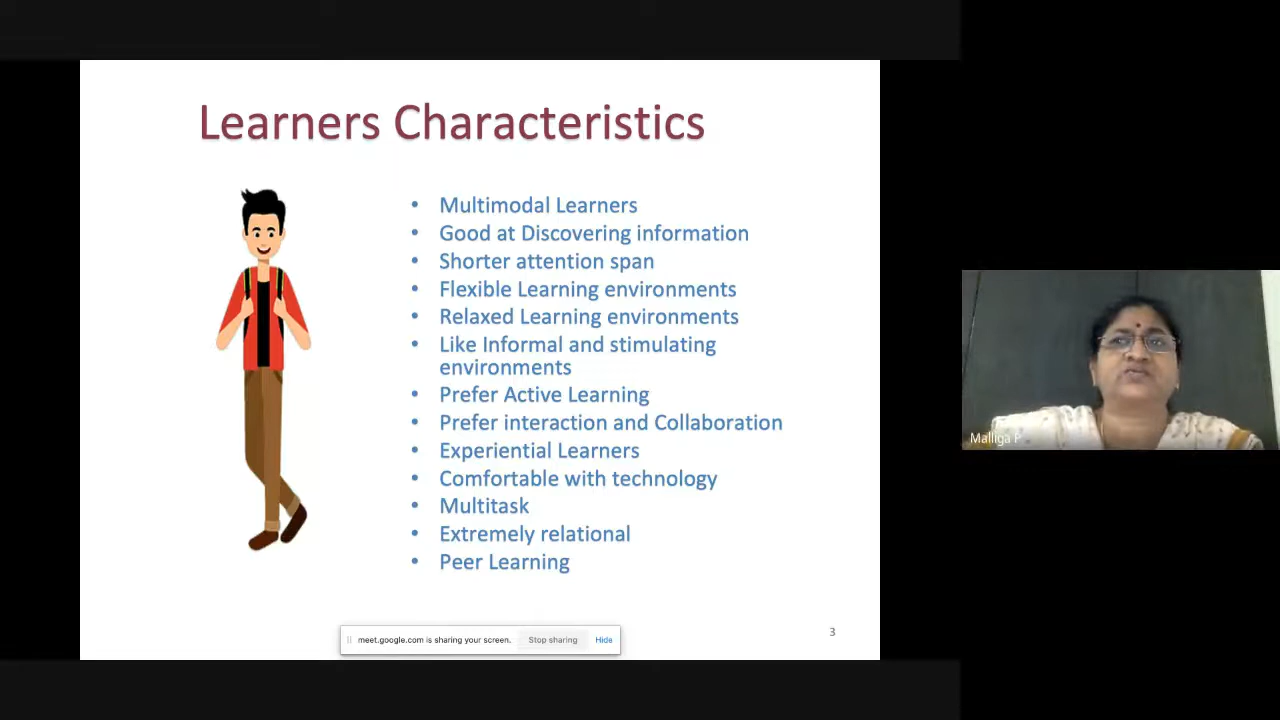 Learners Characteristics
• Multimodal Learners
• Good at Discovering information
• Shorter attention span
• Flexible Learning environments
• Relaxed Learning environments
• Like Informal and stimulating
environments
• Prefer Active Learning
• Prefer interaction and Collaboration
• Experiential Learners
• Comfortable with technology
• Multitask
• Extremely relational
• Peer Learning
Malliga P
meet.google.com is sharing your screen. Stop sharing Hide
3